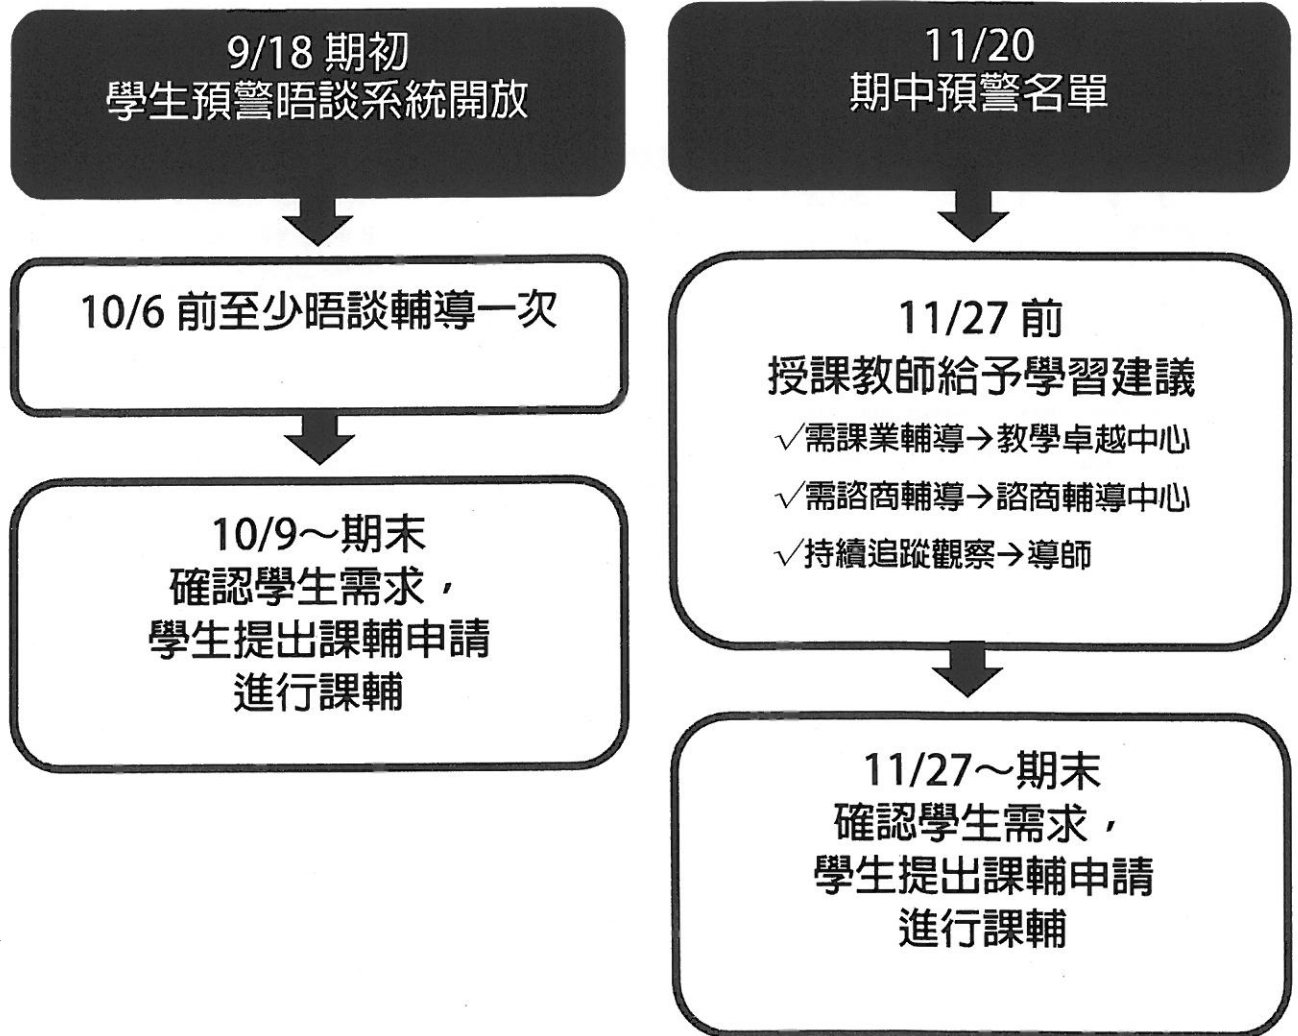 9/18 期初
學生預警晤談系統開放
10/6 前至少晤談輔導一次
10/9～期末
確認學生需求，
學生提出課輔申請
進行課輔
11/20
期中預警名單
11/27 前
授課教師給予學習建議
√需課業輔導→教學卓越中心
√需諮商輔導→諮商輔導中心
√持續追蹤觀察→導師
11/27～期末
確認學生需求，
學生提出課輔申請
進行課輔